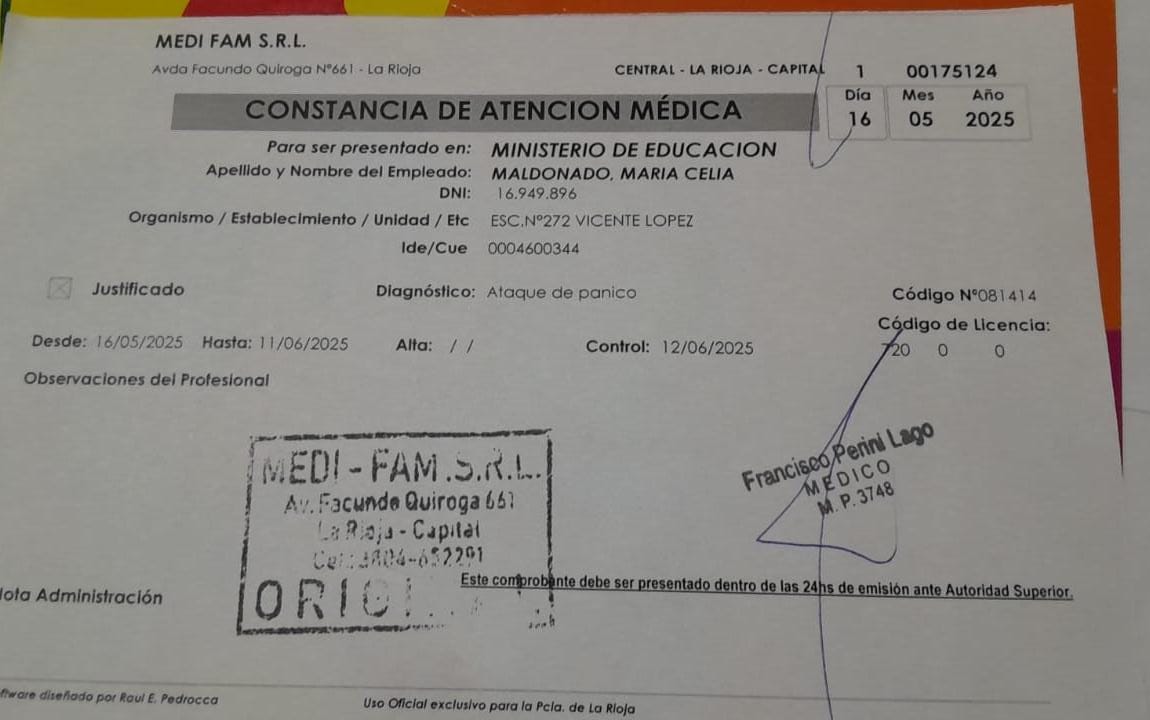 MEDI FAM S.R.L.
Avda Facundo Quiroga Nº661 - La Rioja
CENTRAL - LA RIOJA - CAPITAL 1 00175124
CONSTANCIA DE ATENCION MÉDICA
Día Mes Año
16 05 2025
Para ser presentado en: MINISTERIO DE EDUCACION
Apellido y Nombre del Empleado: MALDONADO, MARIA CELIA
DNI: 16.949.896
Organismo / Establecimiento / Unidad / Etc ESC.Nº272 VICENTE LOPEZ
Ide/Cue 0004600344
Justificado Diagnóstico: Ataque de panico Código Nº081414
Código de Licencia:
720 0 0
Desde: 16/05/2025 Hasta: 11/06/2025 Alta: / / Control: 12/06/2025
Observaciones del Profesional
MEDI - FAM.S.R.L.
Av. Facundo Quiroga 661
La Rioja - Capital
Francisco Perini Lago
MEDICO
M.P. 3748
Este comprobante debe ser presentado dentro de las 24hs de emisión ante Autoridad Superior.
lota Administración
ftware diseñado por Raul E. Pedrocca
Uso Oficial exclusivo para la Pcia. de La Rioja